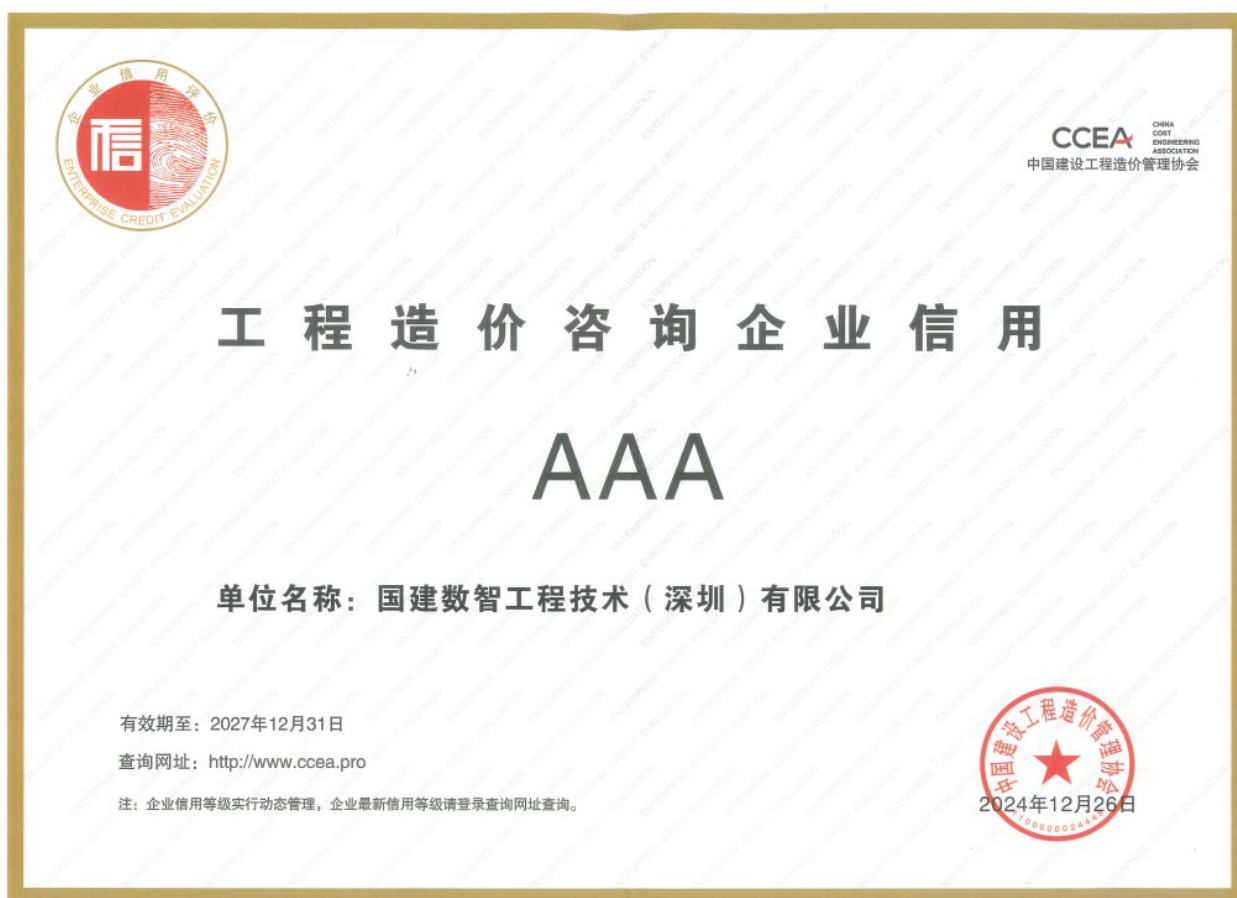 企业信用评价
信
ENTERPRISE CREDIT EVALUATION
CCEA
CHINA
COST
ENGINEERING
ASSOCIATION
中国建设工程造价管理协会
工程造价咨询企业信用
AAA
单位名称：国建数智工程技术（深圳）有限公司
有效期至：2027年12月31日
查询网址：http://www.ccea.pro
注：企业信用等级实行动态管理，企业最新信用等级请登录查询网址查询。
中国建设工程造价管理协会
2024年12月26日